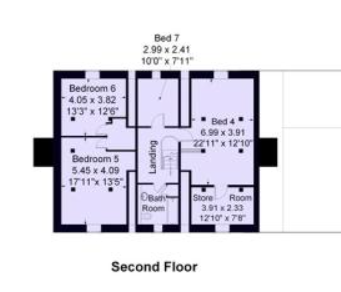 Bed 7
2.99 x 2.41
10'0" x 7'11"
Bedroom 6
4.05 x 3.82
13'3" x 12'6"
Bed 4
6.99 x 3.91
22'11" x 12'10"
Landing
Bedroom 5
5.45 x 4.09
17'11" x 13'5"
Bath
Room
Store Room
3.91 x 2.33
12'10" x 7'8"
Second Floor